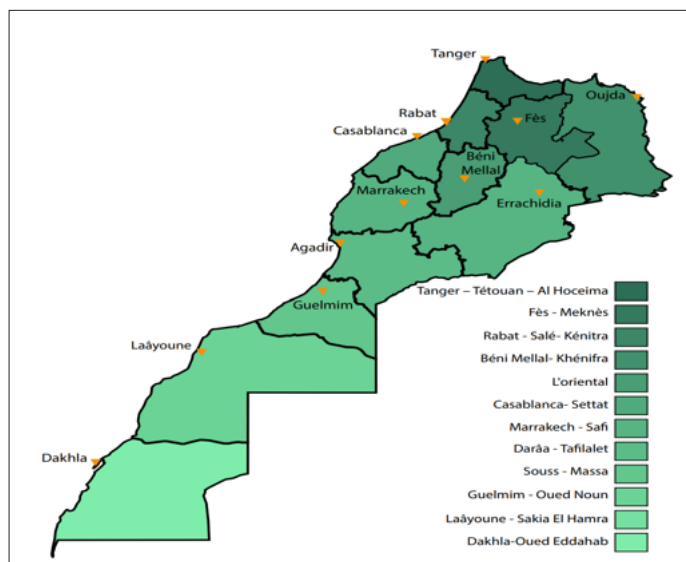 Tanger
Oujda
Rabat
Fès
Casablanca
Béni
Mellal
Marrakech
Errachidia
Agadir
Guelmim
Laâyoune
Dakhla
Tanger – Tétouan – Al Hoceima
Fès - Meknès
Rabat - Salé- Kénitra
Béni Mellal- Khénifra
L'oriental
Casablanca- Settat
Marrakech - Safi
Darâa - Tafilalet
Souss - Massa
Guelmim - Oued Noun
Laâyoune - Sakia El Hamra
Dakhla-Oued Eddahab